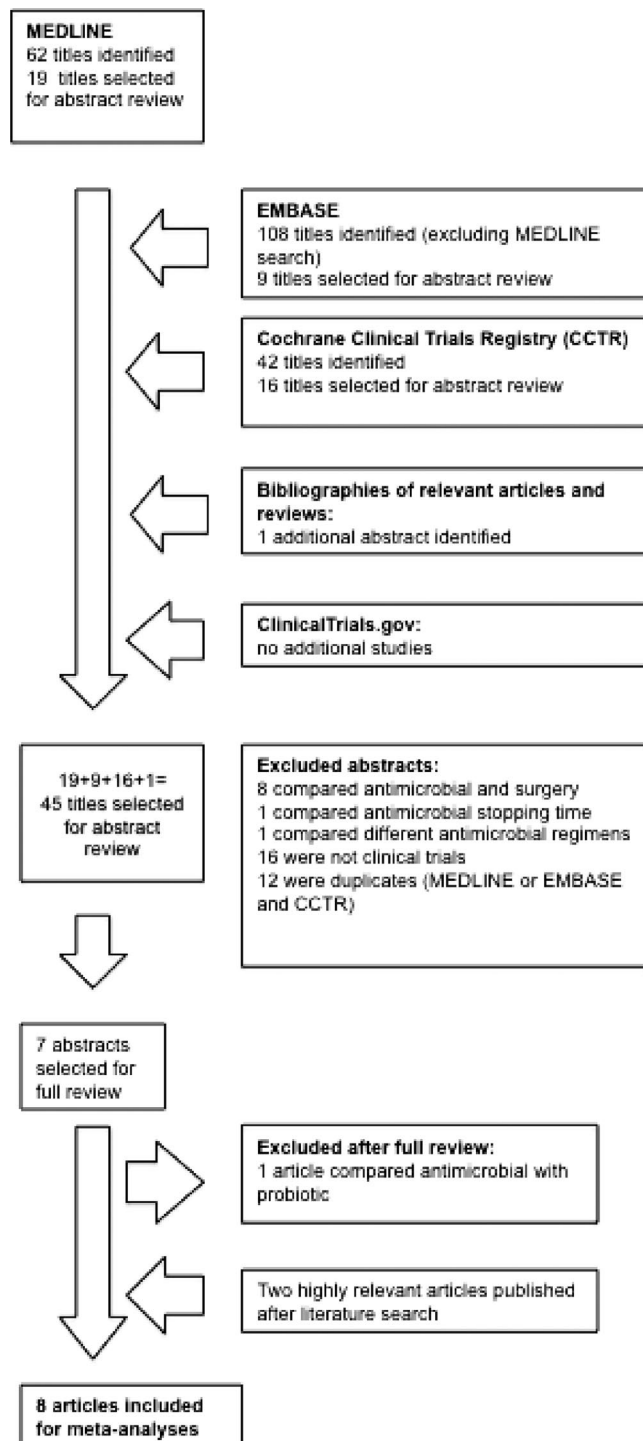 MEDLINE
62 titles identified
19 titles selected
for abstract review
EMBASE
108 titles identified (excluding MEDLINE
search)
9 titles selected for abstract review
Cochrane Clinical Trials Registry (CCTR)
42 titles identified
16 titles selected for abstract review
Bibliographies of relevant articles and
reviews:
1 additional abstract identified
ClinicalTrials.gov:
no additional studies
19+9+16+1=
45 titles selected
for abstract
review
Excluded abstracts:
8 compared antimicrobial and surgery
1 compared antimicrobial stopping time
1 compared different antimicrobial regimens
16 were not clinical trials
12 were duplicates (MEDLINE or EMBASE
and CCTR)
7 abstracts
selected for
full review
Excluded after full review:
1 article compared antimicrobial with
probiotic
Two highly relevant articles published
after literature search
8 articles included
for meta-analyses